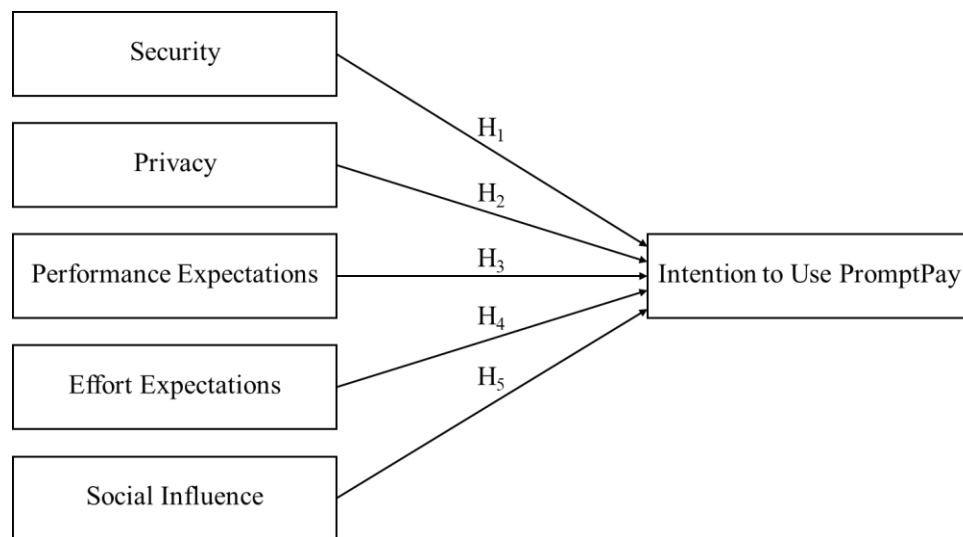 Security
H₁
Privacy
H₂
Performance Expectations
H₃
Intention to Use PromptPay
H₄
Effort Expectations
H₅
Social Influence